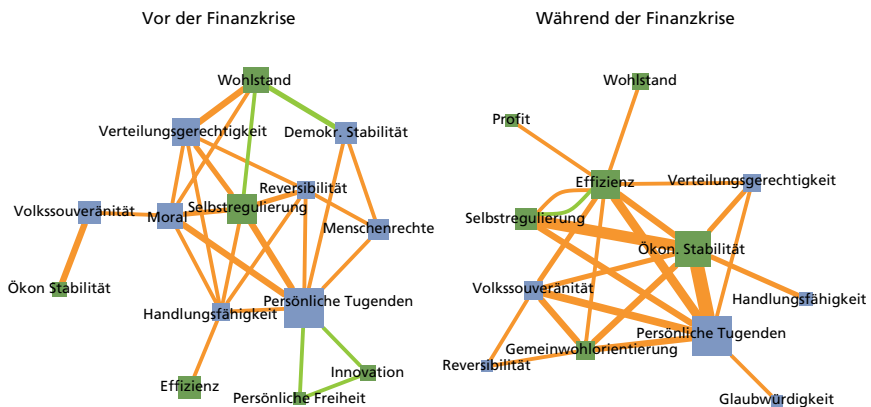 Vor der Finanzkrise
Wohlstand
Verteilungsgerechtigkeit
Demokr. Stabilität
Reversibilität
Selbstregulierung
Volkssouveränität
Moral
Menschenrechte
Ökon Stabilität
Persönliche Tugenden
Handlungsfähigkeit
Innovation
Effizienz
Persönliche Freiheit
Während der Finanzkrise
Wohlstand
Profit
Effizienz
Verteilungsgerechtigkeit
Selbstregulierung
Ökon. Stabilität
Volkssouveränität
Handlungsfähigkeit
Persönliche Tugenden
Gemeinwohlorientierung
Reversibilität
Glaubwürdigkeit